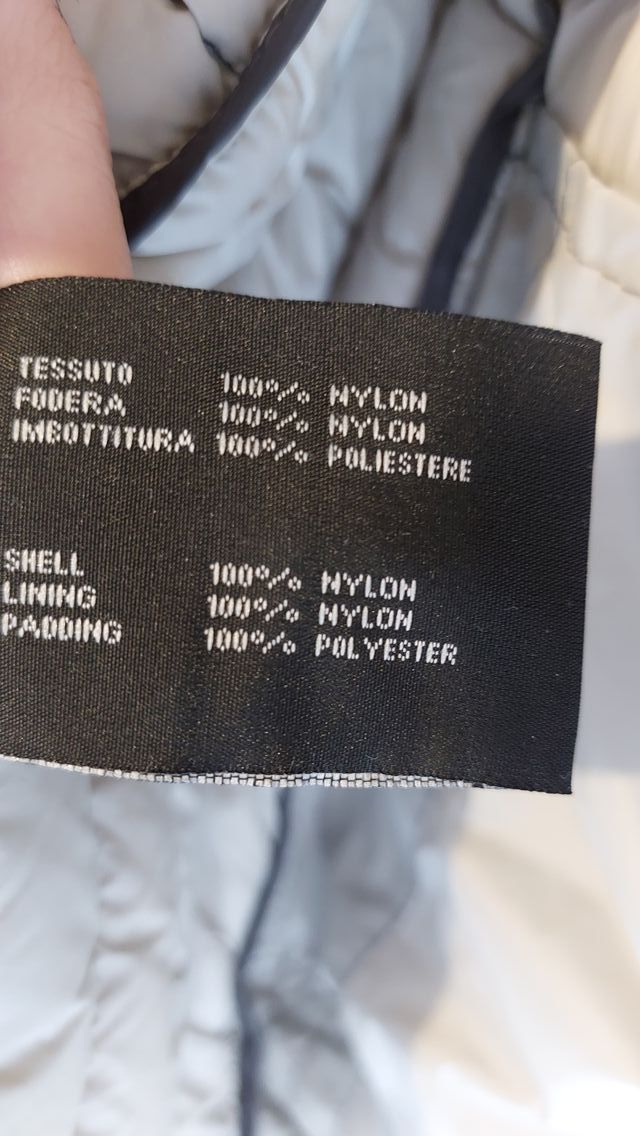 TESSUTO 100% NYLON
FODERA 100% NYLON
IMBOTTITURA 100% POLIESTERE
SHELL 100% NYLON
LINING 100% NYLON
PADDING 100% POLYESTER